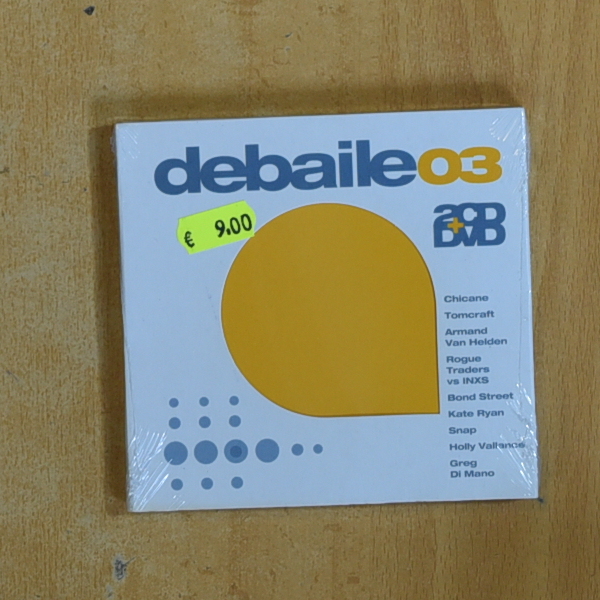 debaile03
€ 9.00
2CD
+
DVD
Chicane
Tomcraft
Armand
Van Helden
Rogue
Traders
vs INXS
Bond Street
Kate Ryan
Snap
Holly Vallance
Greg
Di Mano